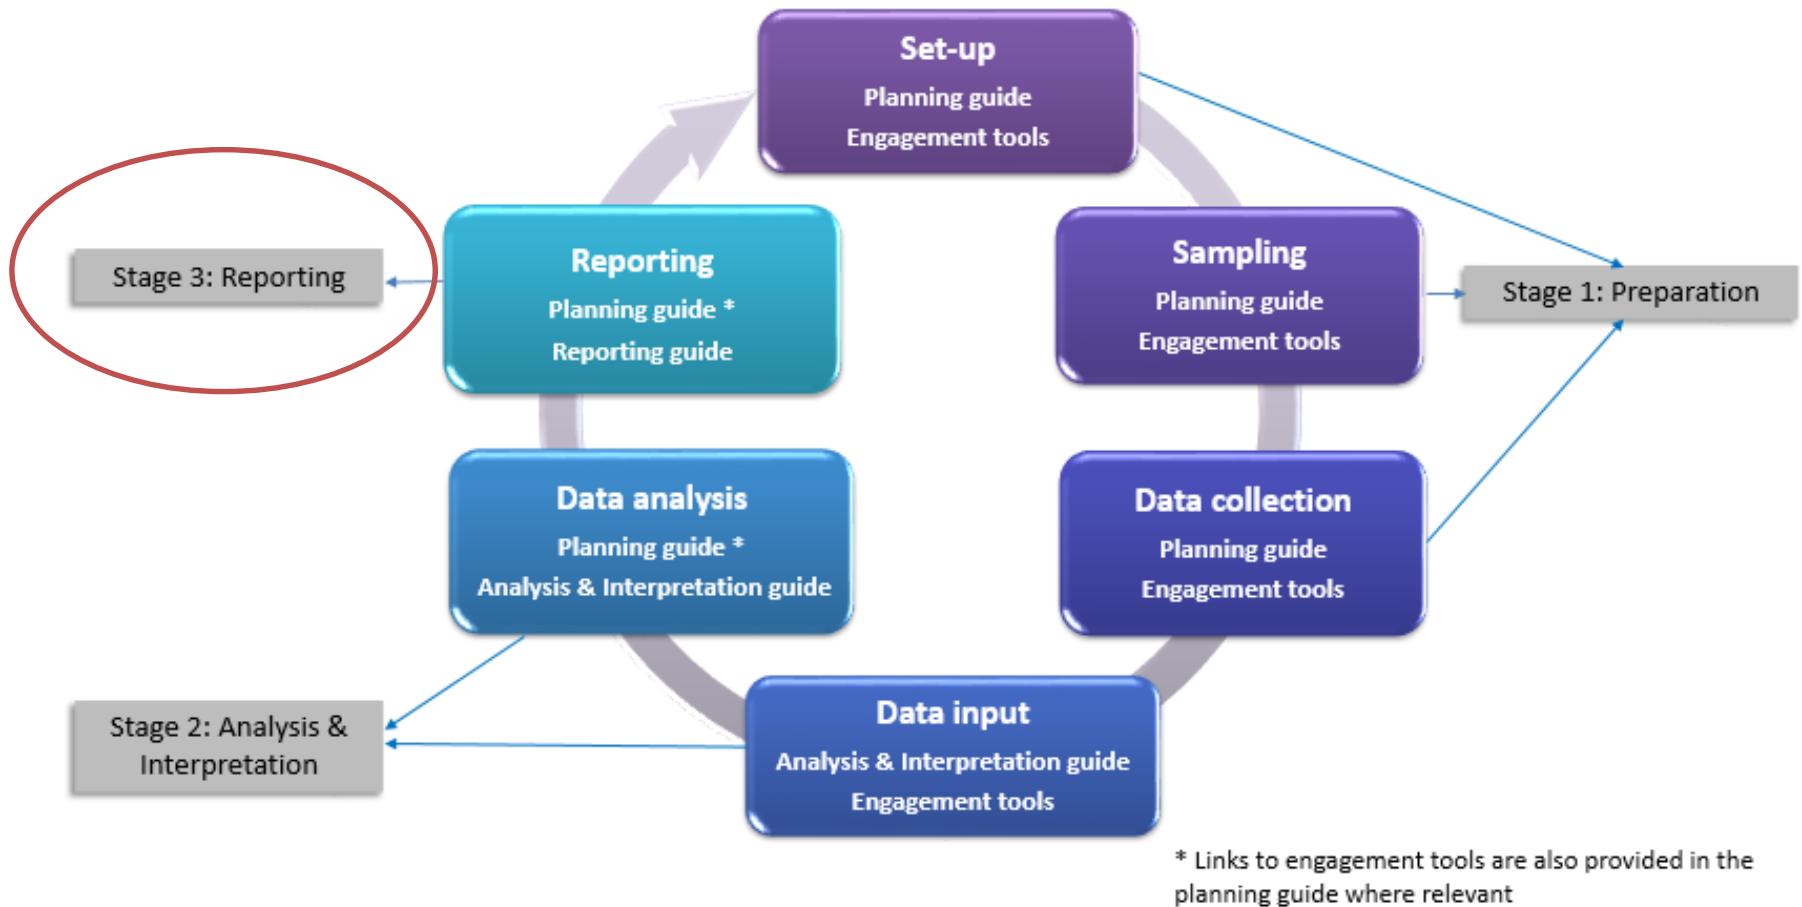 Set-up
Planning guide
Engagement tools
Sampling
Planning guide
Engagement tools
Stage 1: Preparation
Data collection
Planning guide
Engagement tools
Data input
Analysis & Interpretation guide
Engagement tools
Data analysis
Planning guide *
Analysis & Interpretation guide
Stage 2: Analysis &
Interpretation
Reporting
Planning guide *
Reporting guide
Stage 3: Reporting
* Links to engagement tools are also provided in the
planning guide where relevant